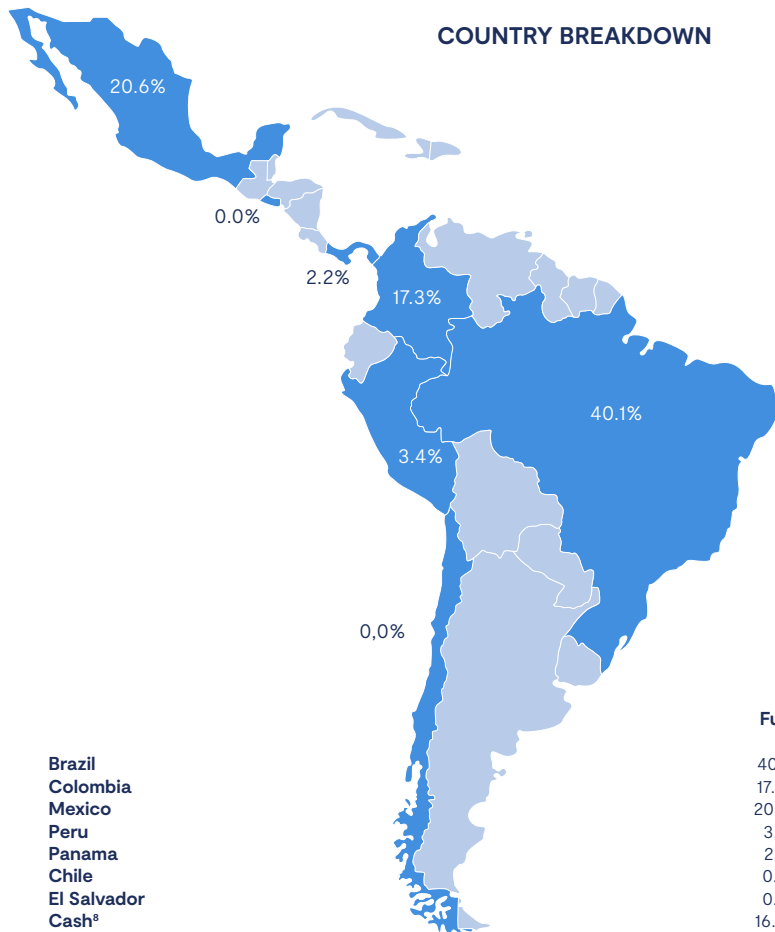 COUNTRY BREAKDOWN
20.6%
0.0%
2.2%
17.3%
40.1%
3.4%
0,0%
Brazil
Colombia
Mexico
Peru
Panama
Chile
El Salvador
Cash⁸